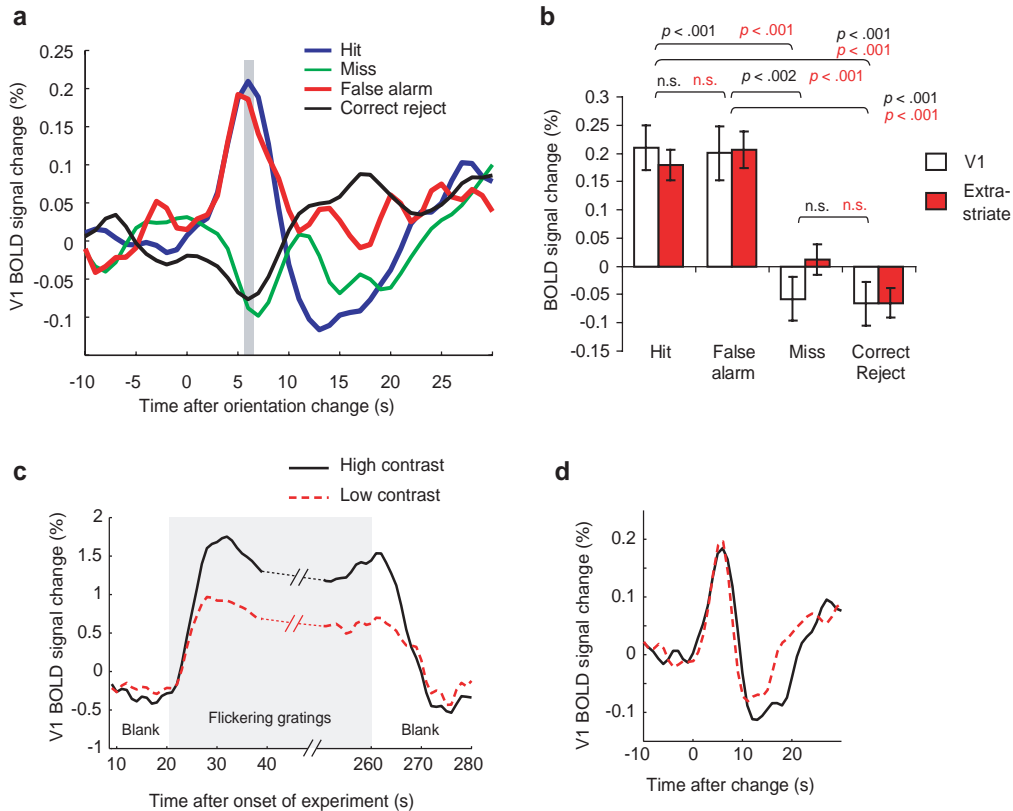 a
V1 BOLD signal change (%)
0.25
0.2
0.15
0.1
0.05
0
-0.05
-0.1
Hit
Miss
False alarm
Correct reject
-10 -5 0 5 10 15 20 25
Time after orientation change (s)
b
p < .001 p < .001 p < .001
p < .001
n.s. n.s. p < .002 p < .001
p < .001
p < .001
n.s. n.s.
BOLD signal change (%)
0.3
0.25
0.20
0.15
0.10
0.05
0
-0.05
-0.1
-0.15
V1
Extra-
striate
Hit False Miss Correct
alarm Reject
c
High contrast
Low contrast
V1 BOLD signal change (%)
2
1.5
1
0.5
0
-0.5
-1
Blank Flickering gratings Blank
10 20 30 40 260 270 280
Time after onset of experiment (s)
d
V1 BOLD signal change (%)
0.2
0.1
0
-0.1
-10 0 10 20
Time after change (s)